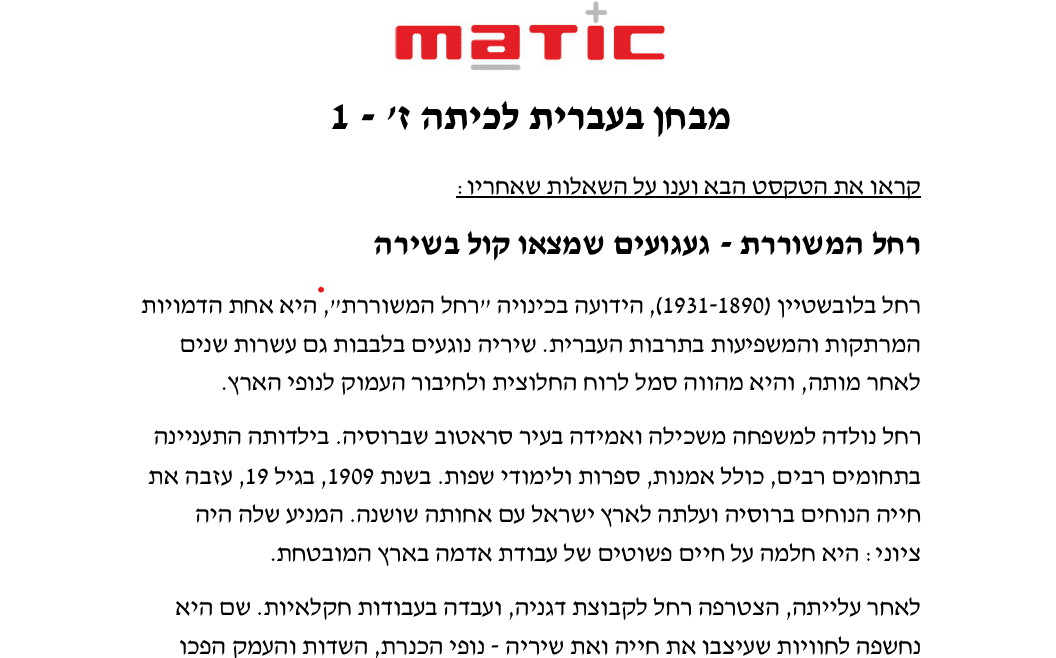 matic
מבחן בעברית לכיתה ז' - 1
קראו את הטקסט הבא וענו על השאלות שאחריו:
רחל המשוררת - געגועים שמצאו קול בשירה
רחל בלובשטיין (1931-1890), הידועה בכינויה "רחל המשוררת", היא אחת הדמויות
המרתקות והמשפיעות בתרבות העברית. שיריה נוגעים בלבבות גם עשרות שנים
לאחר מותה, והיא מהווה סמל לרוח החלוצית ולחיבור העמוק לנופי הארץ.
רחל נולדה למשפחה משכילה ואמידה בעיר סראטוב שברוסיה. בילדותה התעניינה
בתחומים רבים, כולל אמנות, ספרות ולימודי שפות. בשנת 1909, בגיל 19, עזבה את
חייה הנוחים ברוסיה ועלתה לארץ ישראל עם אחותה שושנה. המניע שלה היה
ציוני: היא חלמה על חיים פשוטים של עבודת אדמה בארץ המובטחת.
לאחר עלייתה, הצטרפה רחל לקבוצת דגניה, ועבדה בעבודות חקלאיות. שם היא
נחשפה לחוויות שעיצבו את חייה ואת שיריה - נופי הכנרת, השדות והעמק הפכו